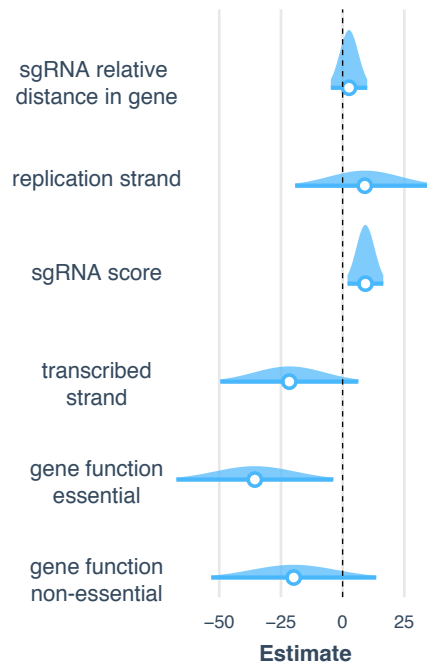 sgRNA relative
distance in gene
replication strand
sgRNA score
transcribed
strand
gene function
essential
gene function
non-essential
−50 −25 0 25
Estimate